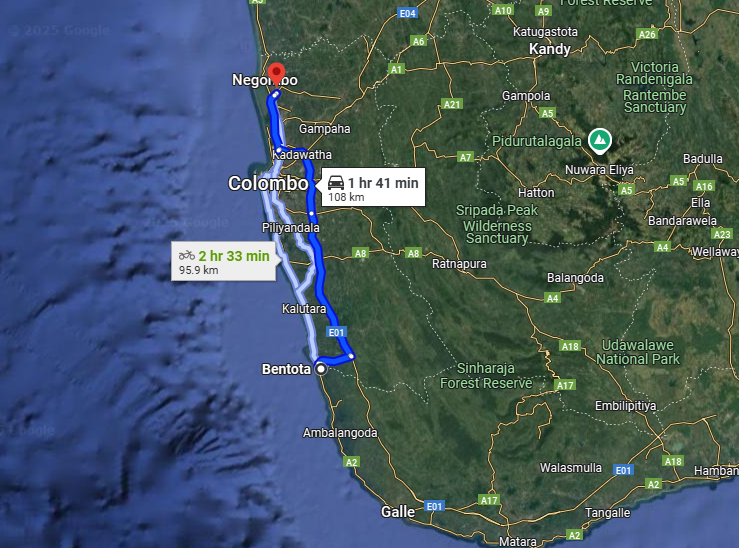 A3
Forest Reserve
E04
A10
A9
© 2025 Google
Katugastota
A26
A6
Kandy
A1
Negombo
Victoria
Randenigala
Rantembe
Sanctuary
Gampola
A21
A5
Gampaha
Pidurutalagala
Kadawatha
A7
Badulla
Nuwara Eliya
Colombo
1 hr 41 min
108 km
A5
A5
A16
Hatton
Ella
Sripada Peak
Wilderness
Sanctuary
Bandarawela
Google
Piliyandala
A23
A4
Wellaway
2 hr 33 min
95.9 km
A8
A8
Ratnapura
Balangoda
A4
Kalutara
E01
A18
Udawalawe
National Park
Bentota
Sinharaja
Forest Reserve
A17
Embilipitiya
Google
Ambalangoda
A2
Walasmulla
E01
A18
Hamban
A2
A17
Galle
E01
Tangalle
A2
Matara